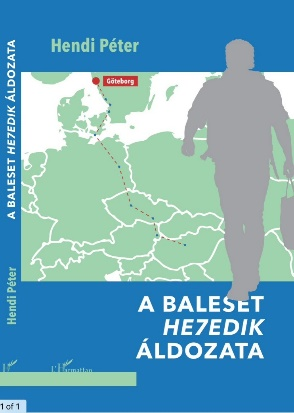 A BALESET HE7EDIK ÁLDOZATA
Hendi Péter
Hendi Péter
Göteborg
A BALESET
HE7EDIK
ÁLDOZATA
L'Harmattan
1 of 1